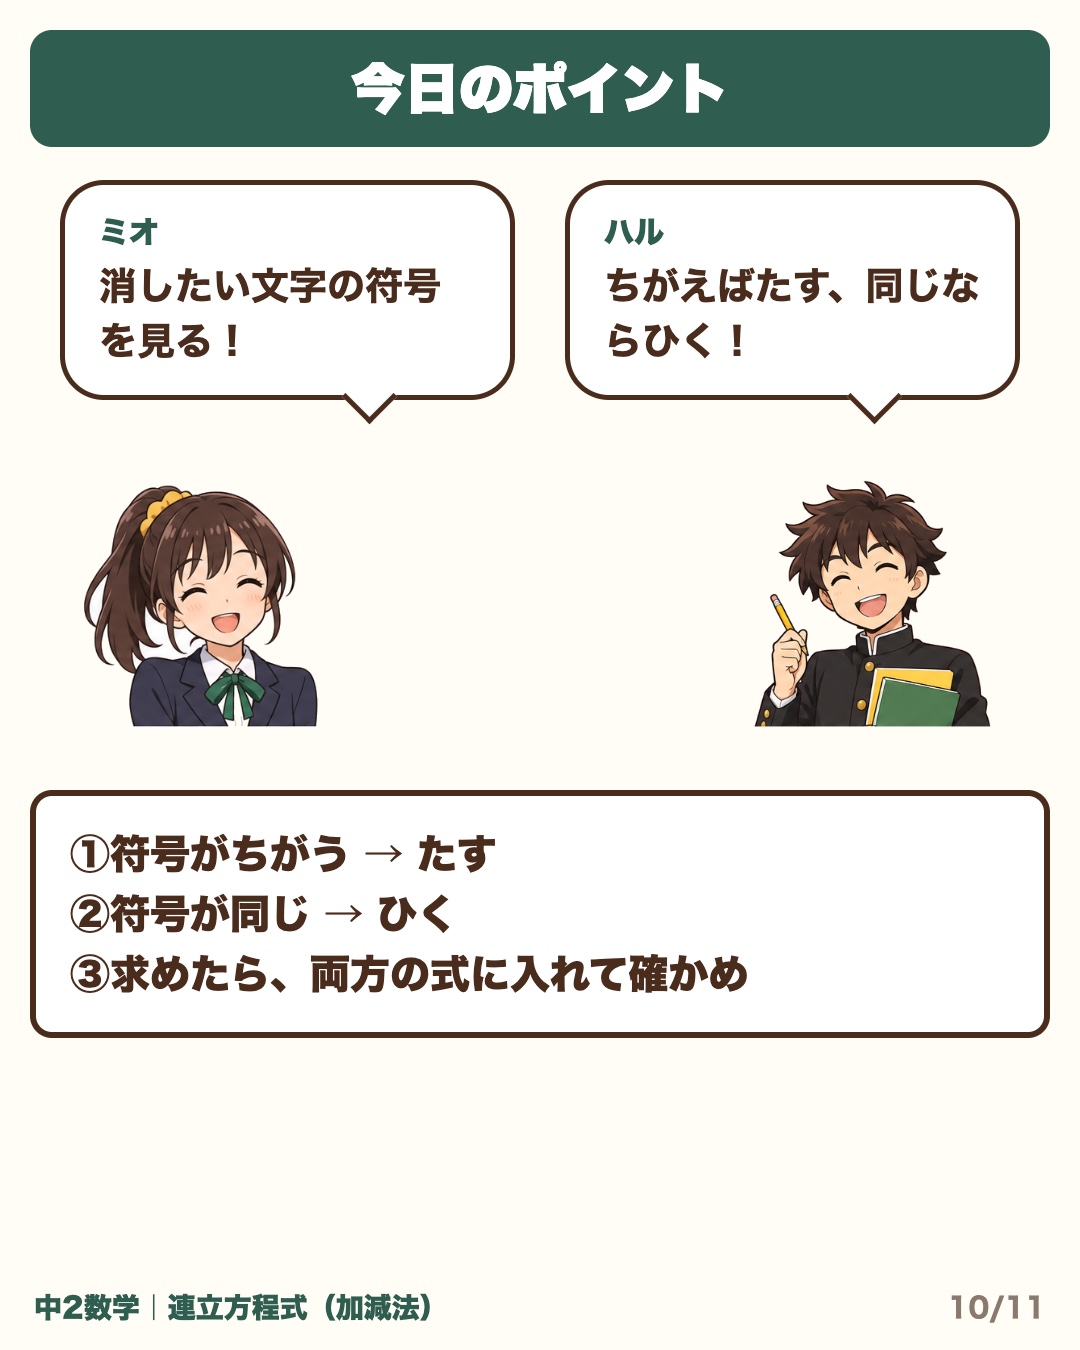 今日のポイント
ミオ
消したい文字の符号
を見る！
ハル
ちがえばたす、同じな
らひく！
①符号がちがう → たす
②符号が同じ → ひく
③求めたら、両方の式に入れて確かめ
中2数学｜連立方程式（加減法）
10/11